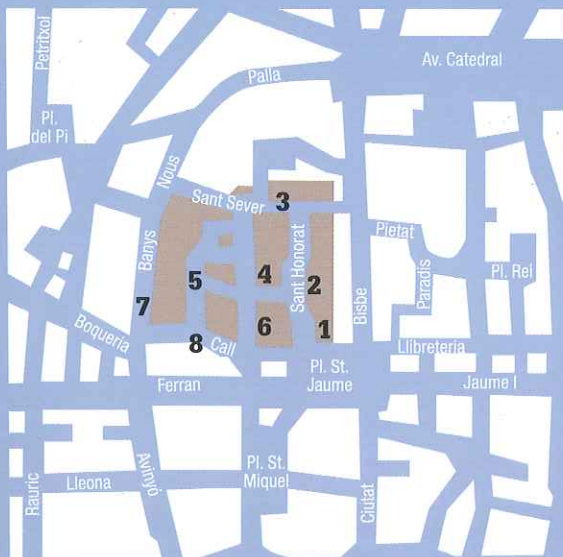 Petritxol
Av. Catedral
Palla
Pl.
del Pi
Nous
Sant Sever
3
Pietat
Banys
Sant Honorat
Paradís
Pl. Rei
5
4
2
Bisbe
7
Boqueria
8
Call
6
1
Llibreteria
Pl. St.
Jaume
Ferran
Jaume I
Avinyó
Pl. St.
Miquel
Rauric
Lleona
Ciutat